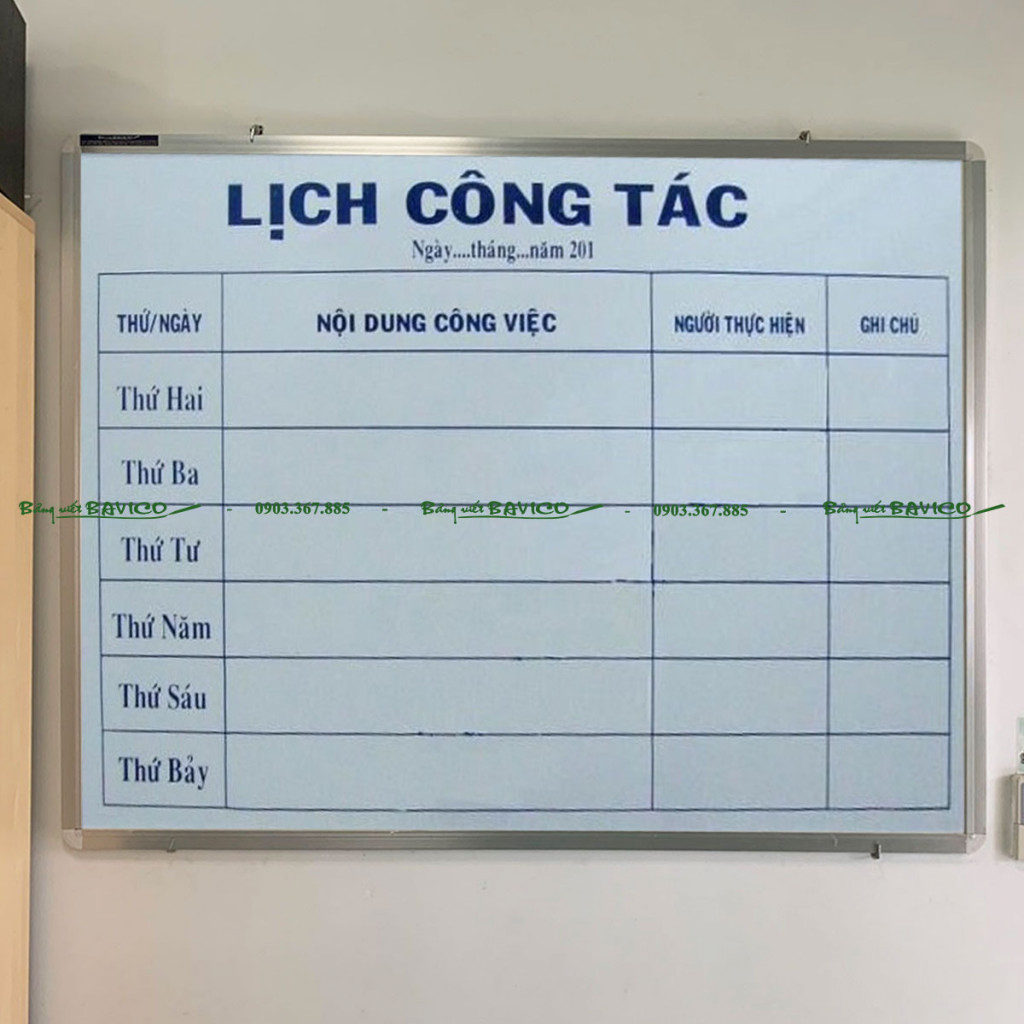 LỊCH CÔNG TÁC
Ngày....tháng...năm 201
THỨ/NGÀY NỘI DUNG CÔNG VIỆC NGƯỜI THỰC HIỆN GHI CHÚ
Thứ Hai
Thứ Ba
Bảng viết BAVICO - 0903.367.885 - Bảng viết BAVICO - 0903.367.885 - Bảng viết BAVICO
Thứ Tư
Thứ Năm
Thứ Sáu
Thứ Bảy